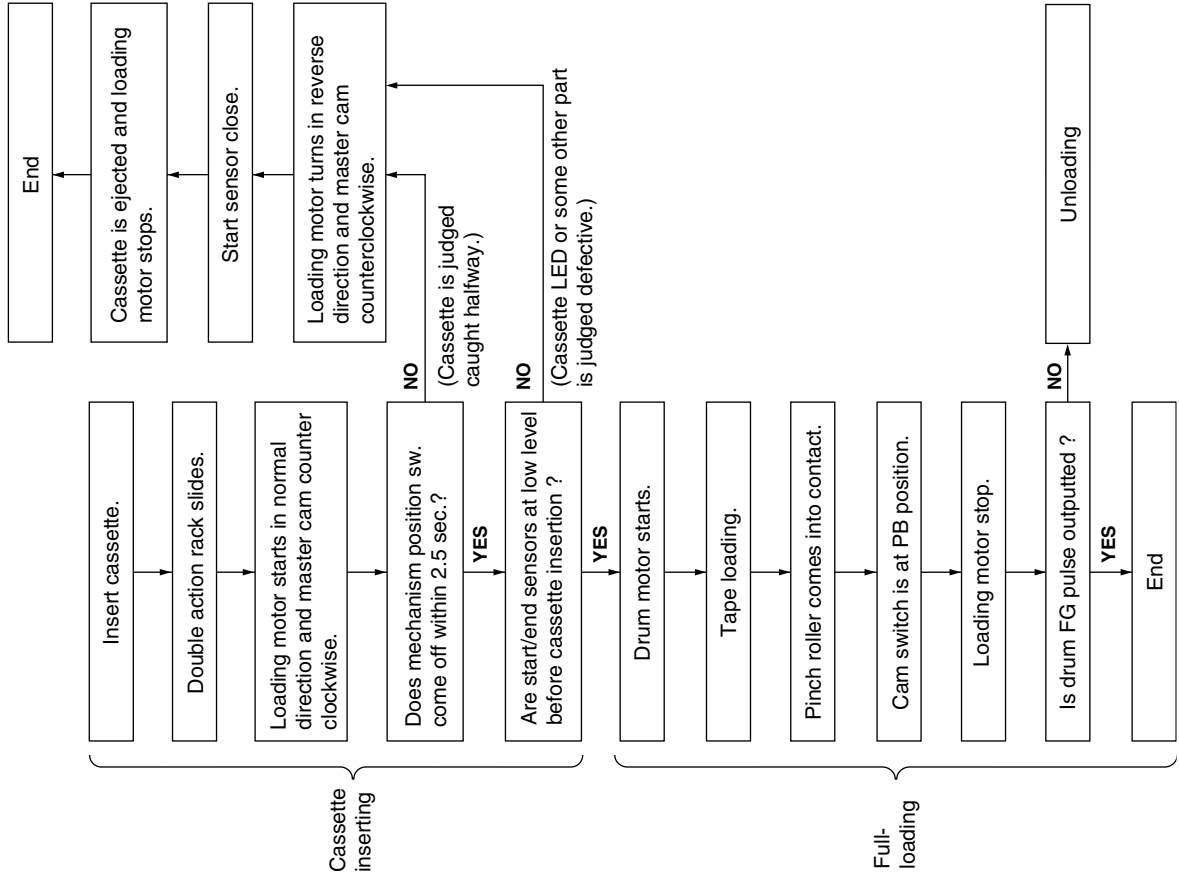 Cassette
inserting
Insert cassette.
Double action rack slides.
Loading motor starts in normal
direction and master cam counter
clockwise.
Does mechanism position sw.
come off within 2.5 sec.?
YES
NO
(Cassette is judged
caught halfway.)
Are start/end sensors at low level
before cassette insertion ?
YES
NO
(Cassette LED or some other part
is judged defective.)
Loading motor turns in reverse
direction and master cam
counterclockwise.
Start sensor close.
Cassette is ejected and loading
motor stops.
End
Full-
loading
Drum motor starts.
Tape loading.
Pinch roller comes into contact.
Cam switch is at PB position.
Loading motor stop.
Is drum FG pulse outputted ?
NO
Unloading
YES
End